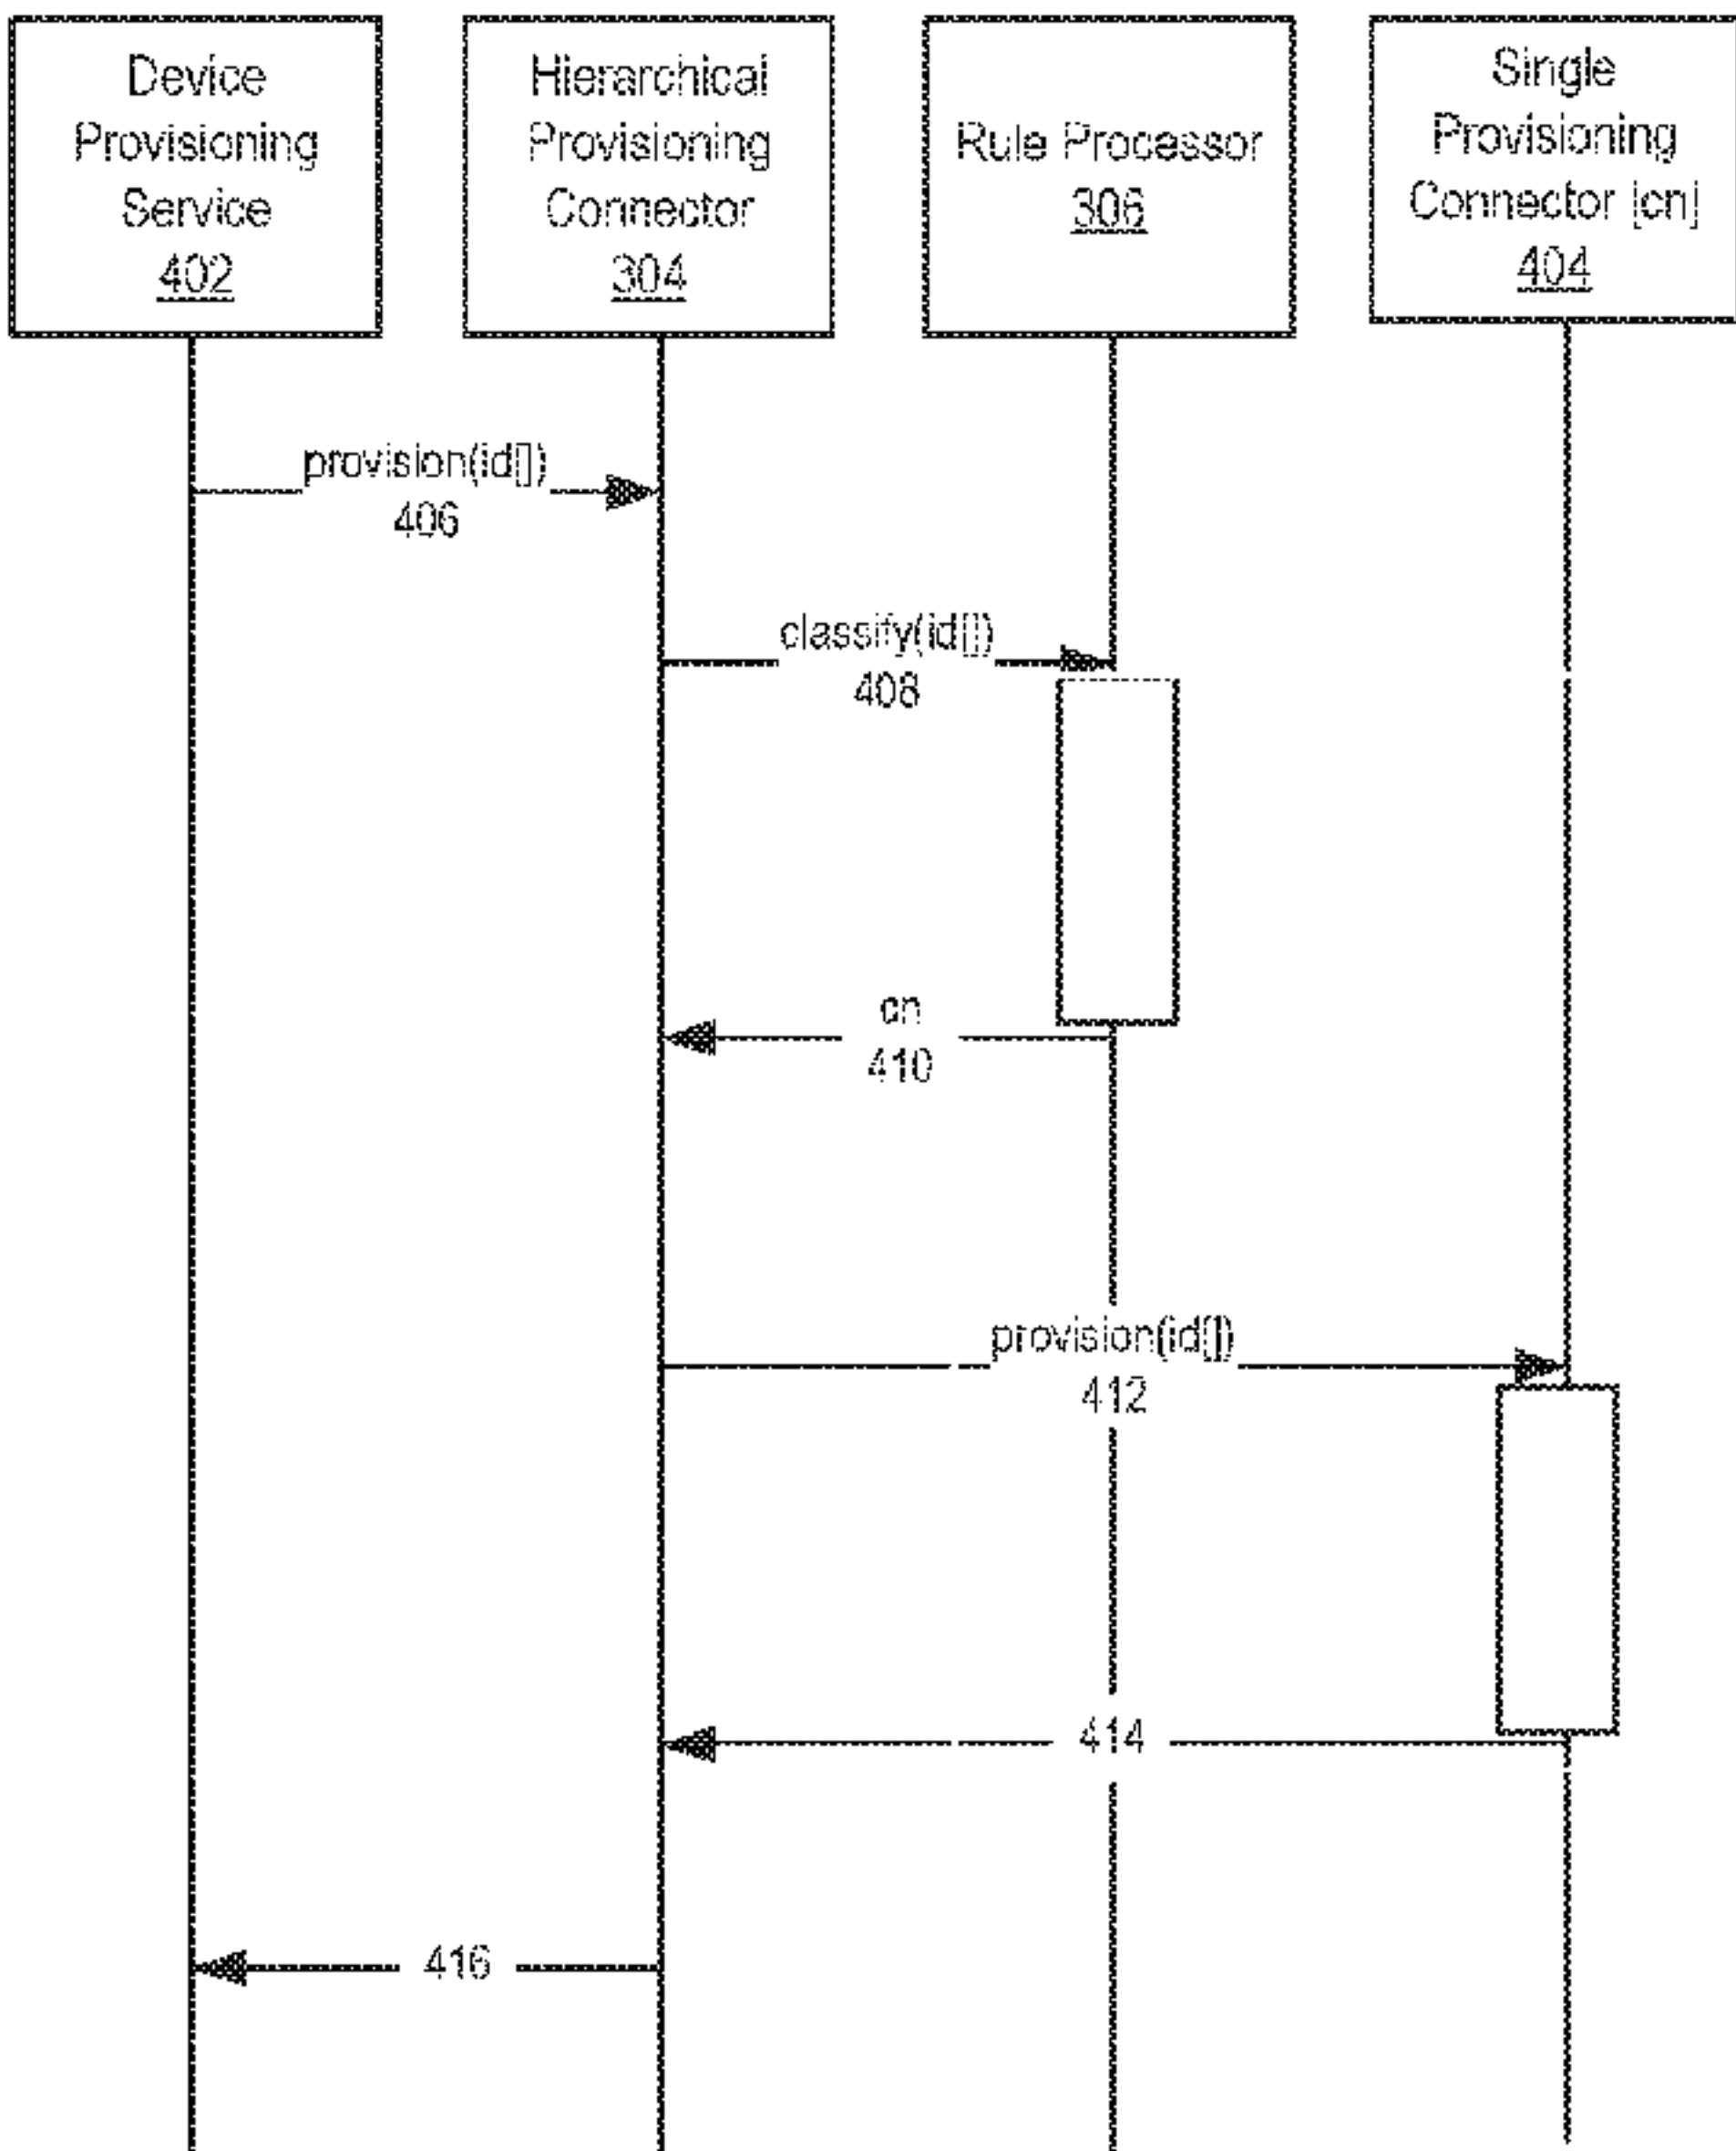 Device
Provisioning
Service
402
Hierarchical
Provisioning
Connector
304
Rule Processor
306
Single
Provisioning
Connector [cn]
404
provision(id[])
406
classify(id[])
408
cn
410
provision(id[])
412
414
416